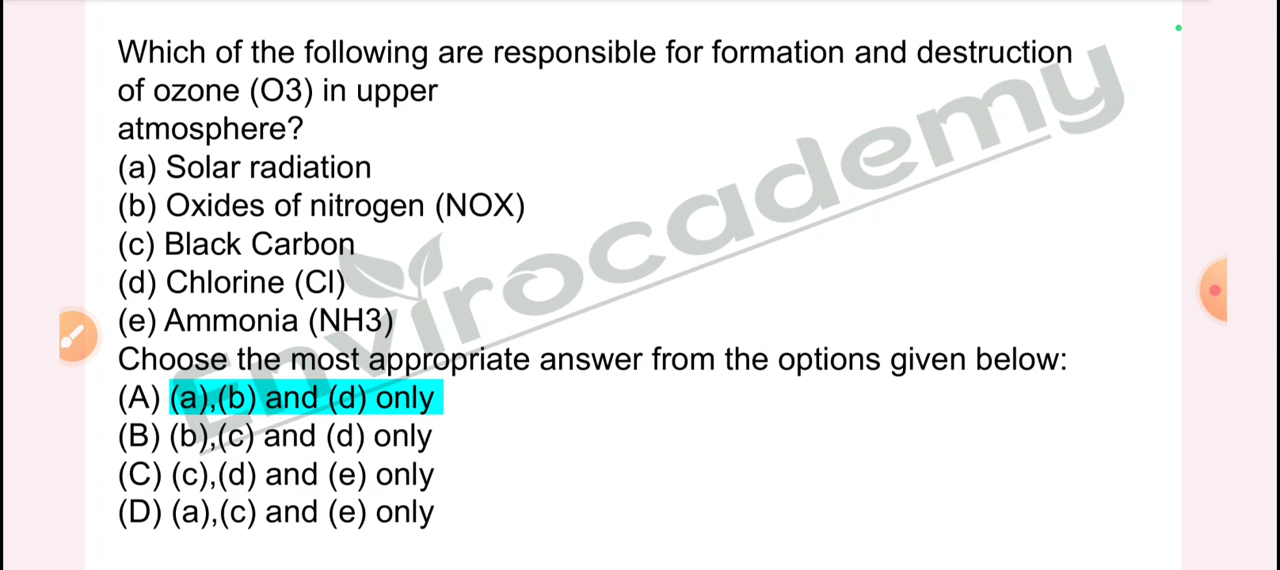 Which of the following are responsible for formation and destruction
of ozone (O3) in upper
atmosphere?
(a) Solar radiation
(b) Oxides of nitrogen (NOX)
(c) Black Carbon
(d) Chlorine (Cl)
(e) Ammonia (NH3)
Choose the most appropriate answer from the options given below:
(A) (a),(b) and (d) only
(B) (b),(c) and (d) only
(C) (c),(d) and (e) only
(D) (a),(c) and (e) only
Envirocademy